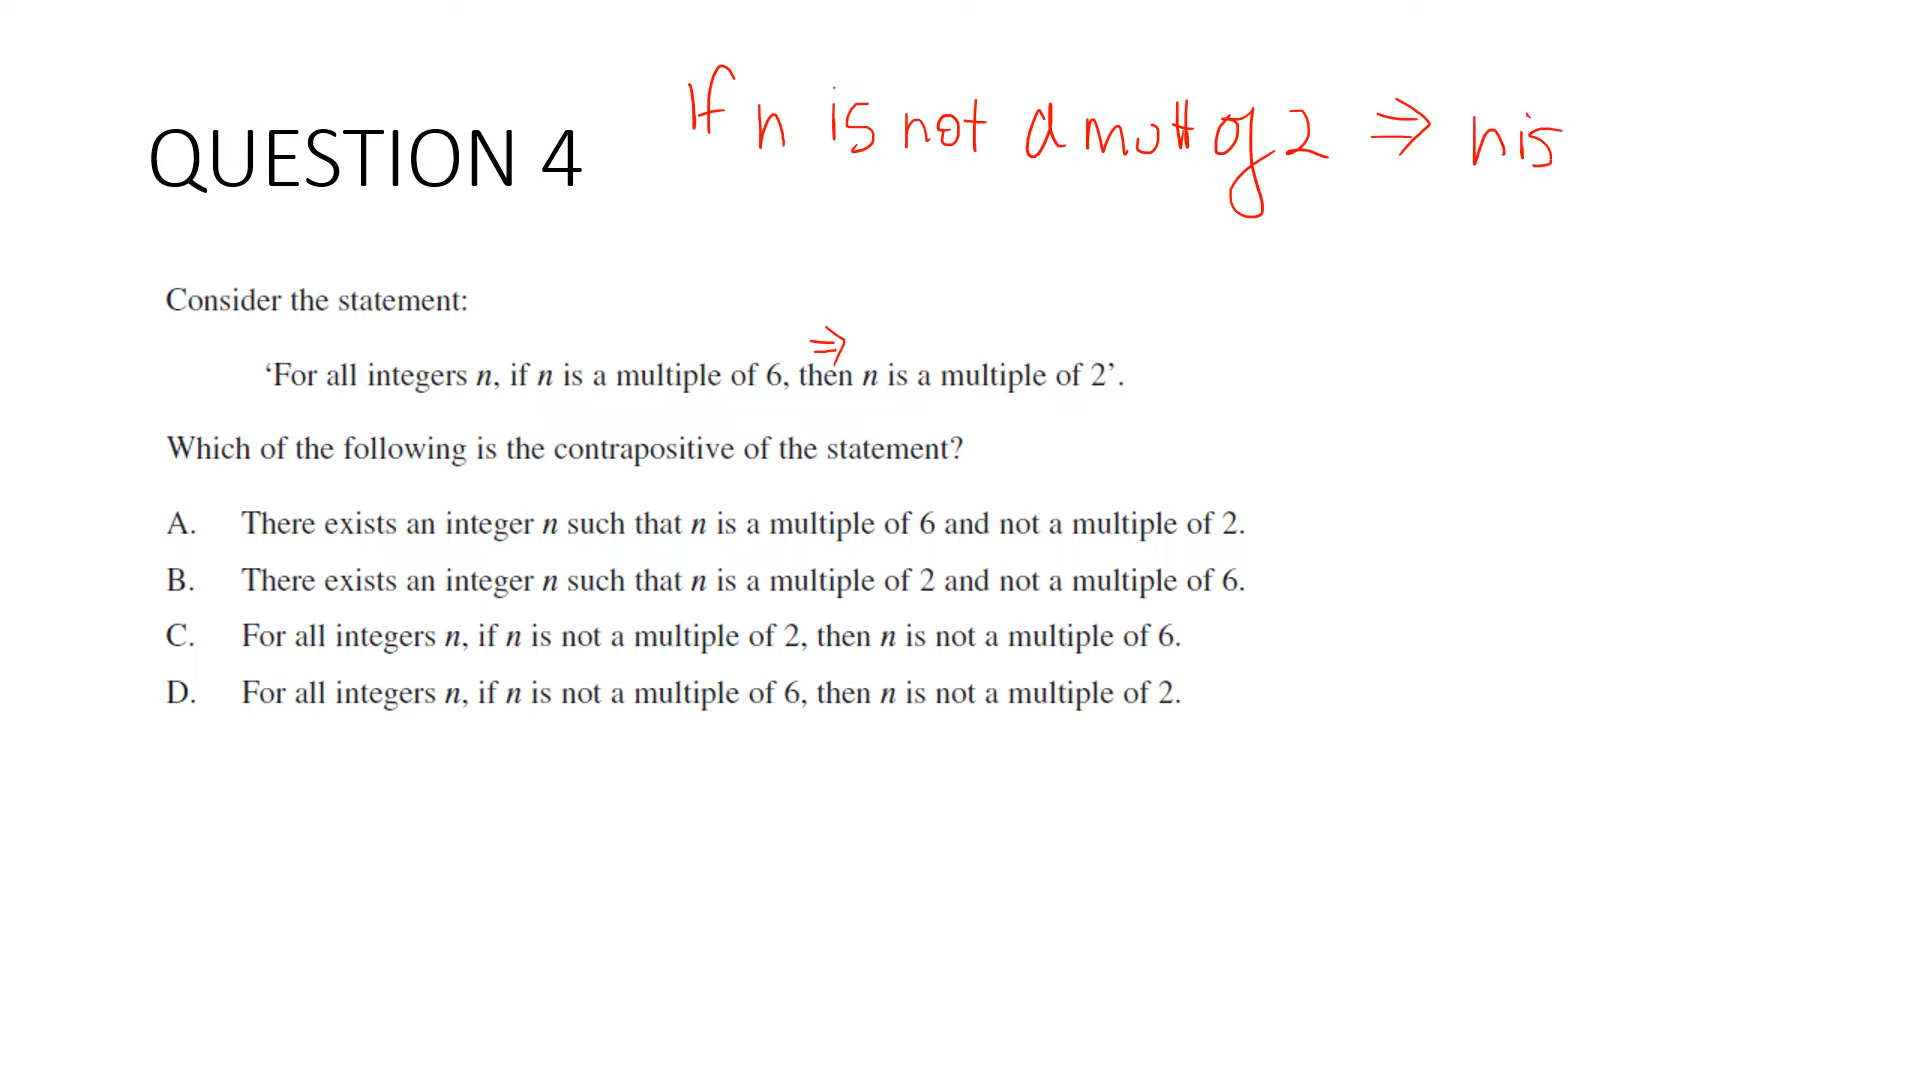 If n is not a mult of 2 ⇒ n is
QUESTION 4
Consider the statement:
⇒
‘For all integers n, if n is a multiple of 6, then n is a multiple of 2’.
Which of the following is the contrapositive of the statement?
A. There exists an integer n such that n is a multiple of 6 and not a multiple of 2.
B. There exists an integer n such that n is a multiple of 2 and not a multiple of 6.
C. For all integers n, if n is not a multiple of 2, then n is not a multiple of 6.
D. For all integers n, if n is not a multiple of 6, then n is not a multiple of 2.